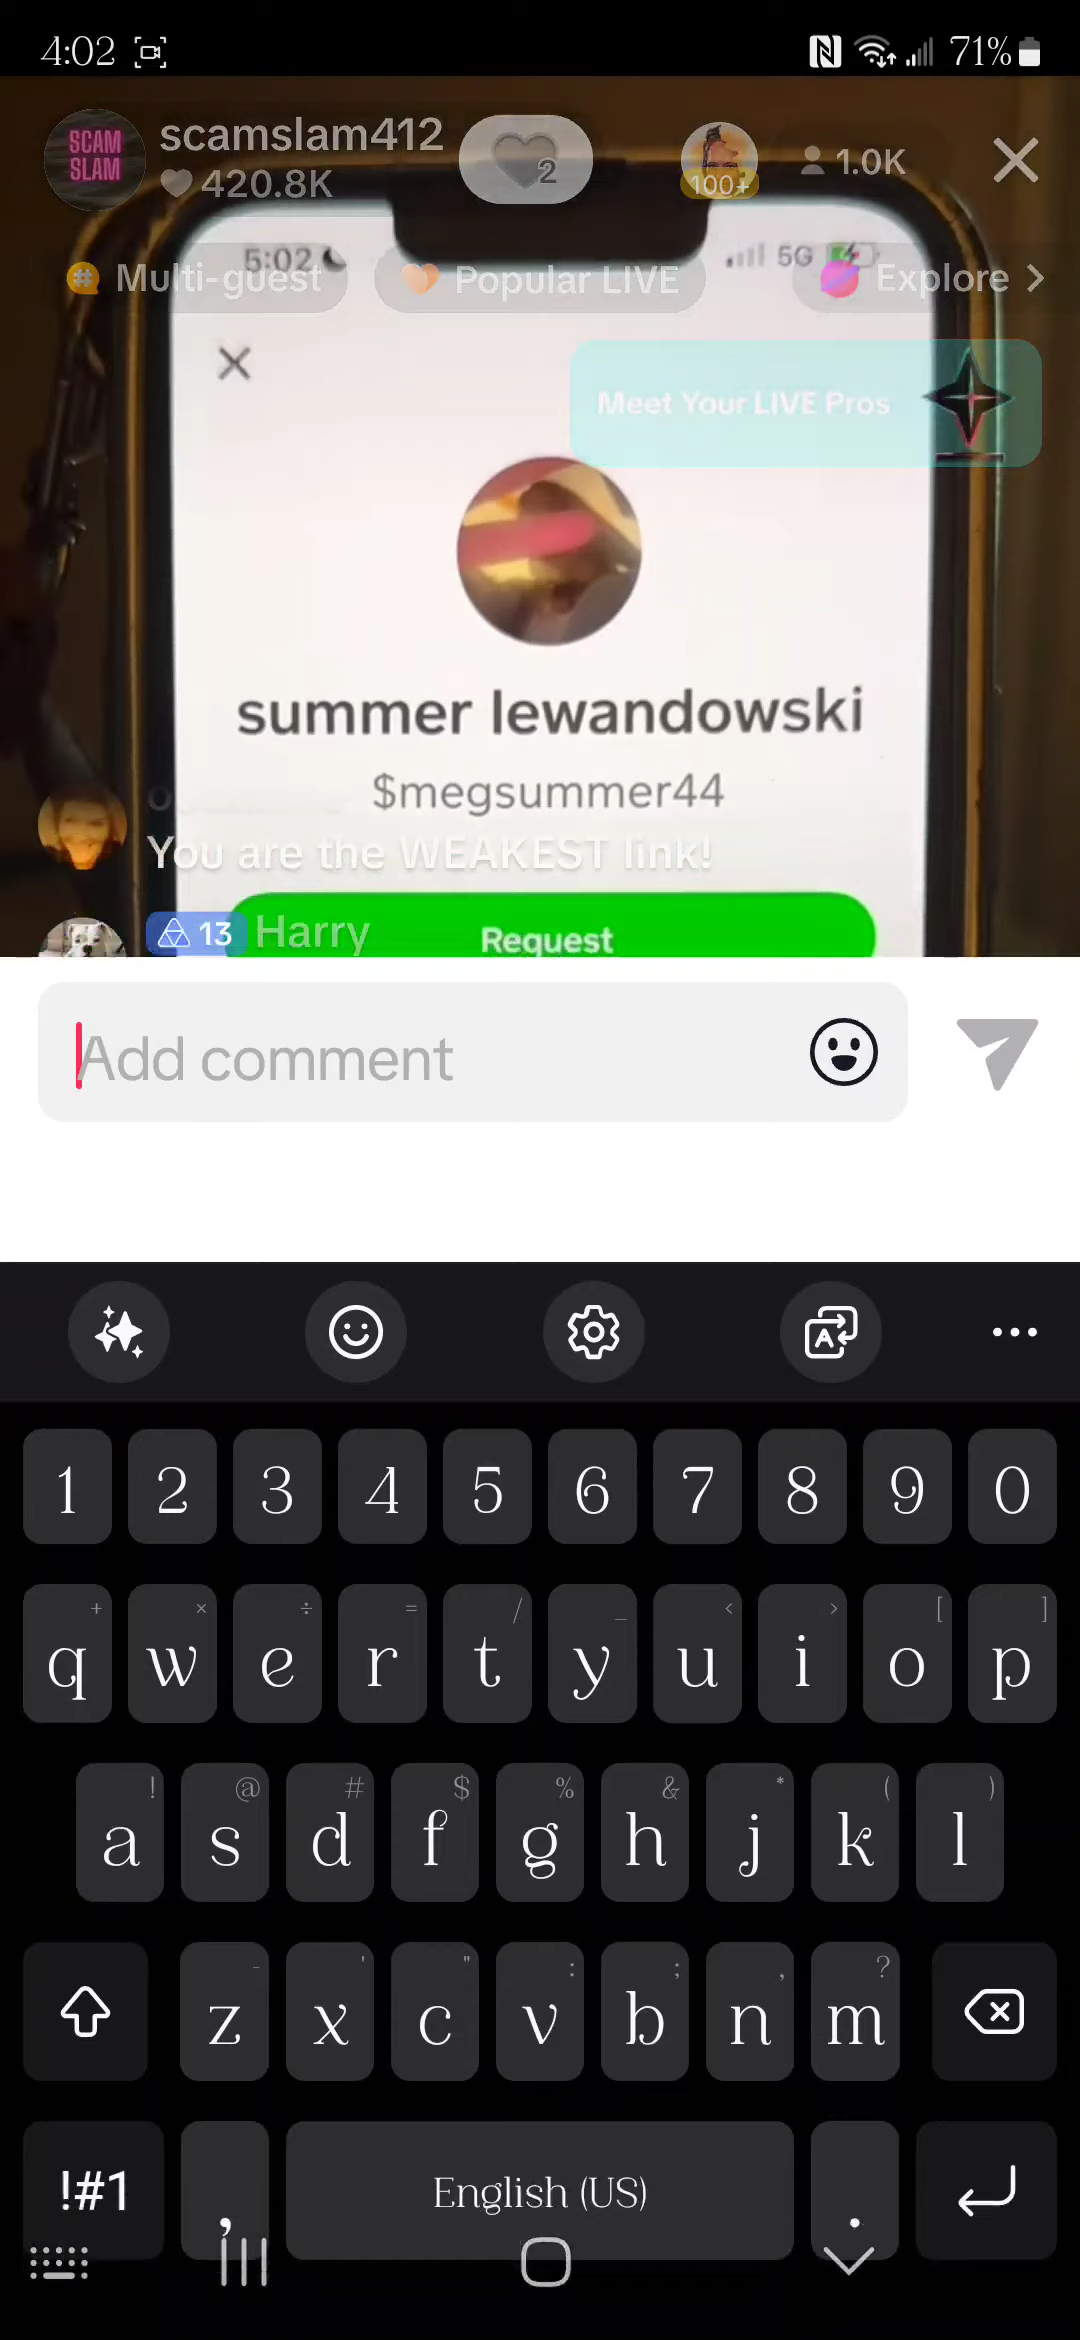 4:02
71%
SCAM
SLAM
scamslam412
420.8K
2
100+
1.0K
5:02
5G
Multi-guest
Popular LIVE
Explore
Meet Your LIVE Pros
summer lewandowski
$megsummer44
You are the WEAKEST link!
13 Harry
Request
Add comment
1 2 3 4 5 6 7 8 9 0
+ × ÷ = / _ < > [ ]
q w e r t y u i o p
! @ # $ % & * ( )
a s d f g h j k l
- ' " : ; , ?
z x c v b n m
!#1 , English (US) .